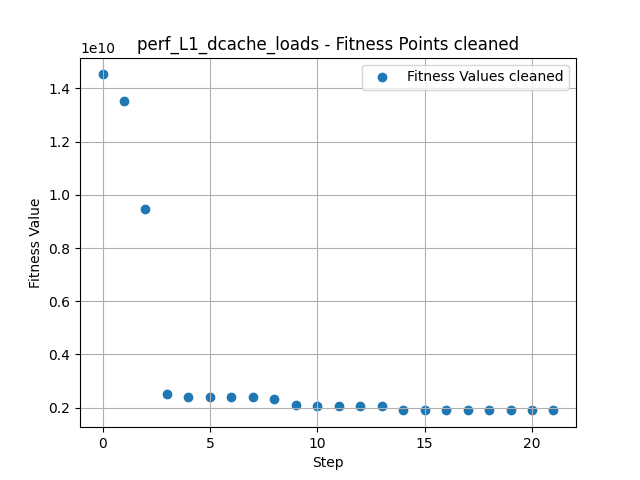 perf_L1_dcache_loads - Fitness Points cleaned
1e10
Fitness Values cleaned
1.4
1.2
1.0
0.8
0.6
0.4
0.2
Fitness Value
0 5 10 15 20
Step